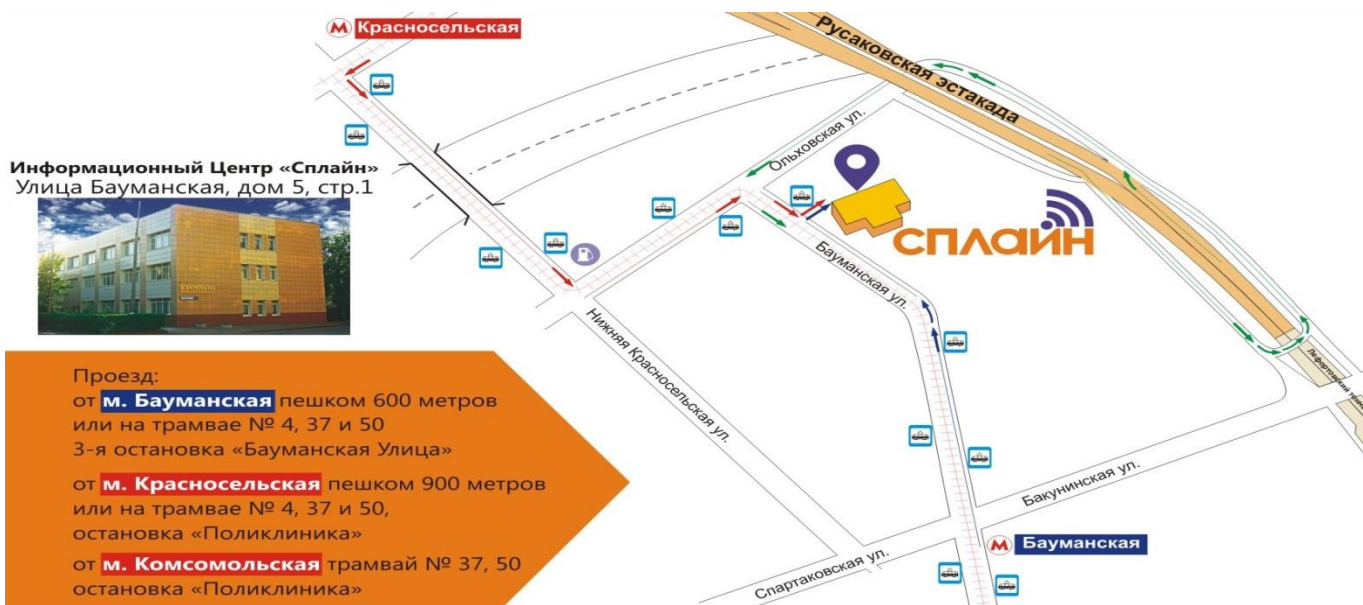 М Красносельская
Русаковская эстакада
Ольховская ул.
Информационный Центр «Сплайн»
Улица Бауманская, дом 5, стр.1
сплайн
Бауманская ул.
Нижняя Красносельская ул.
Проезд:
от м. Бауманская пешком 600 метров
или на трамвае № 4, 37 и 50
3-я остановка «Бауманская Улица»
от м. Красносельская пешком 900 метров
или на трамвае № 4, 37 и 50,
остановка «Поликлиника»
от м. Комсомольская трамвай № 37, 50
остановка «Поликлиника»
Лефортовский
Бакунинская ул.
М Бауманская
Спартаковская ул.